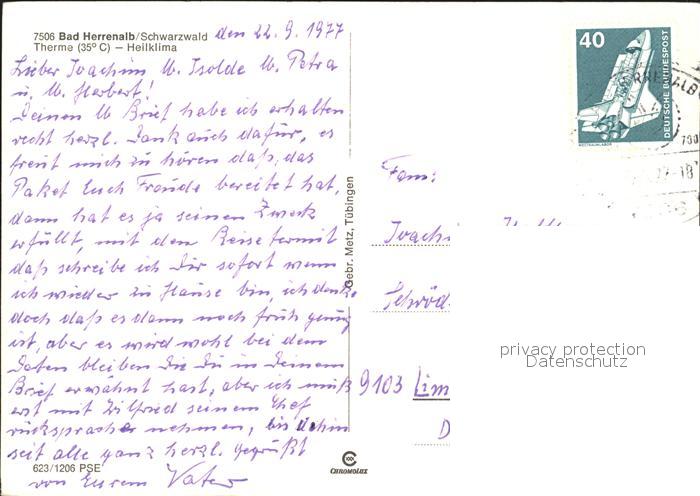 7506 Bad Herrenalb/Schwarzwald den 22.9.1977
Therme (35°C) — Heilklima
Lieber Joachim U. Isolde U. Petra
u. U. Herbert!
Deinen U Brief habe ich erhalten
recht herzl. Dank auch dafür, es
freut mich zu hören daß, das
Paket Euch Freude bereitet hat,
dann hat es ja seinen Zweck
erfüllt, mit dem Reisetermit
daß schreibe ich Dir sofort wenn
ich wieder zu Hause bin, ich denke
doch daß es dann noch früh genug
ist, aber es wird wohl bei dem
Daten bleiben die Du in Deinem
Brief erwähnt hast, aber ich muß
erst mit Wilfried seinem Chef
rücksprache nehmen, bis dahin
seit alle ganz herzl. gegrüßt
von Eurem Vater
623/1206 PSE
Gebr. Metz, Tübingen
CHROMOLUX
40
DEUTSCHE BUNDESPOST
WELTRAUMLABOR
Fam:
Joachi
Schröd
9103 Lim
D
privacy protection
Datenschutz